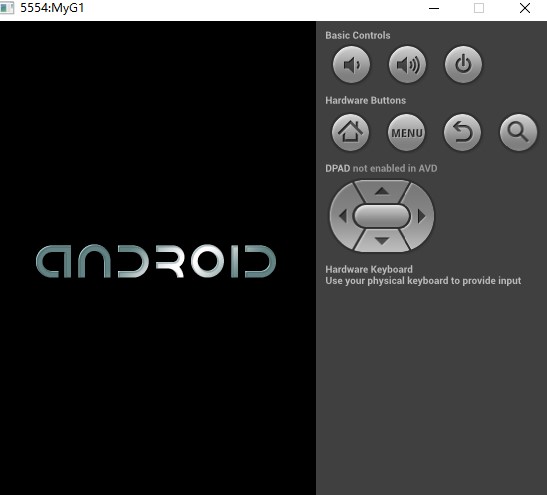 5554:MyG1
Basic Controls
Hardware Buttons
MENU
DPAD not enabled in AVD
ANDROID
Hardware Keyboard
Use your physical keyboard to provide input